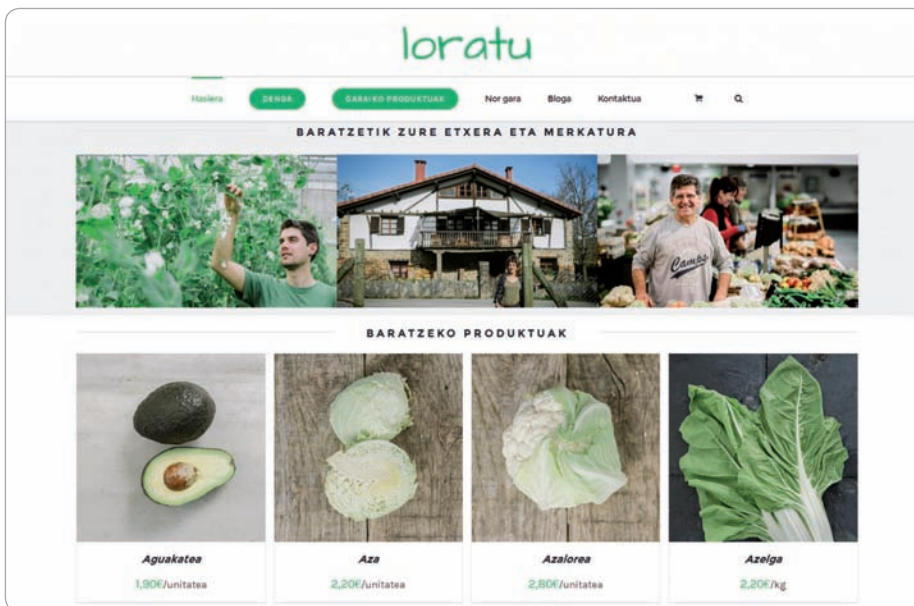 loratu
Hasiera DENDA GARAIKO PRODUKTUAK Nor gara Bloga Kontaktua
BARATZETIK ZURE ETXERA ETA MERKATURA
Camps
BARATZEKO PRODUKTUAK
Aguakatea Aza Azalorea Azelga
1,90€/unitatea 2,20€/unitatea 2,80€/unitatea 2,20€/kg